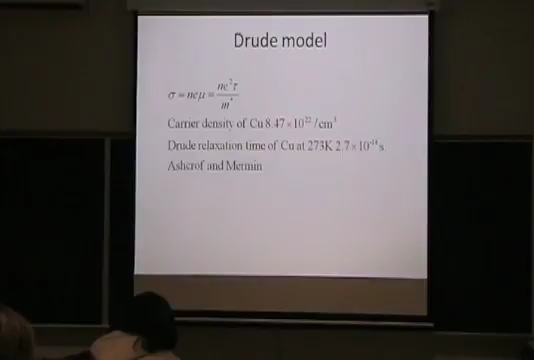 Drude model
σ = neμ = ne²τ / m*
Carrier density of Cu 8.47×10²² /cm³
Drude relaxation time of Cu at 273K 2.7×10⁻¹⁴ s
Ashcrof and Mermin